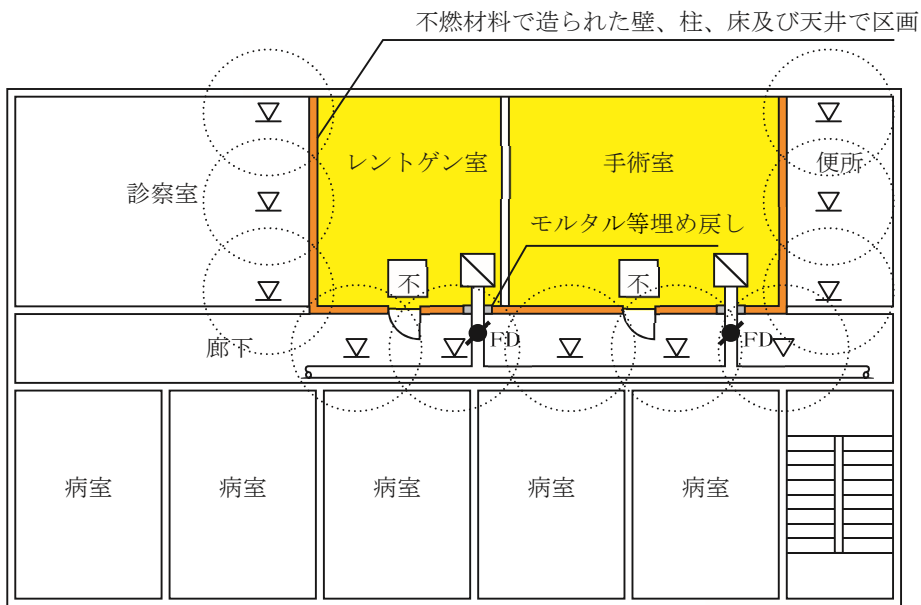 不燃材料で造られた壁、柱、床及び天井で区画
レントゲン室
手術室
便所
診察室
モルタル等埋め戻し
不
不
廊下
FD
FD
病室
病室
病室
病室
病室